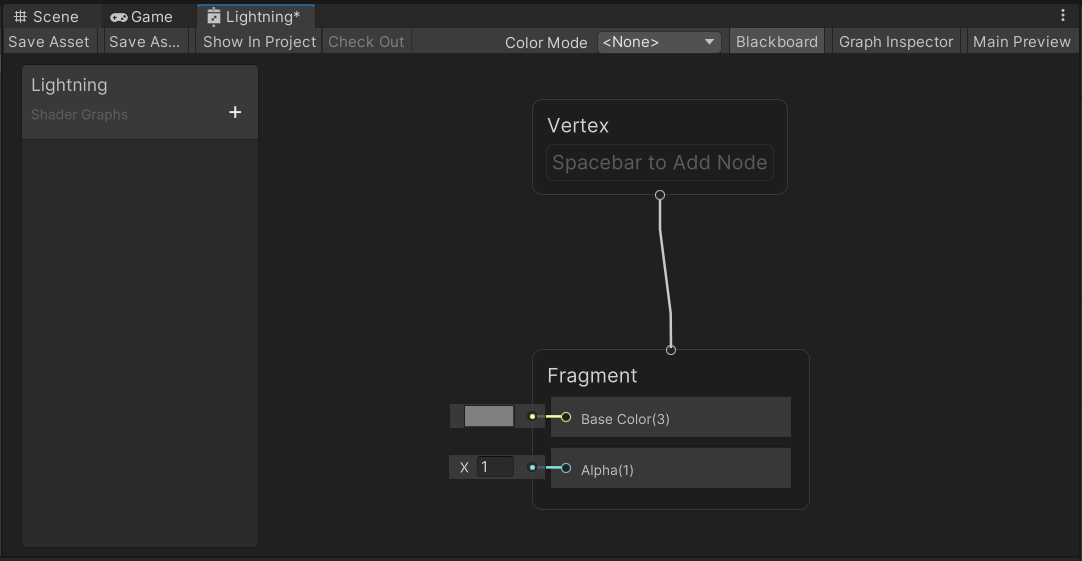 Scene Game Lightning*
Save Asset Save As... Show In Project Check Out Color Mode <None> Blackboard Graph Inspector Main Preview
Lightning
Shader Graphs +
Vertex
Spacebar to Add Node
Fragment
Base Color(3)
X 1 Alpha(1)